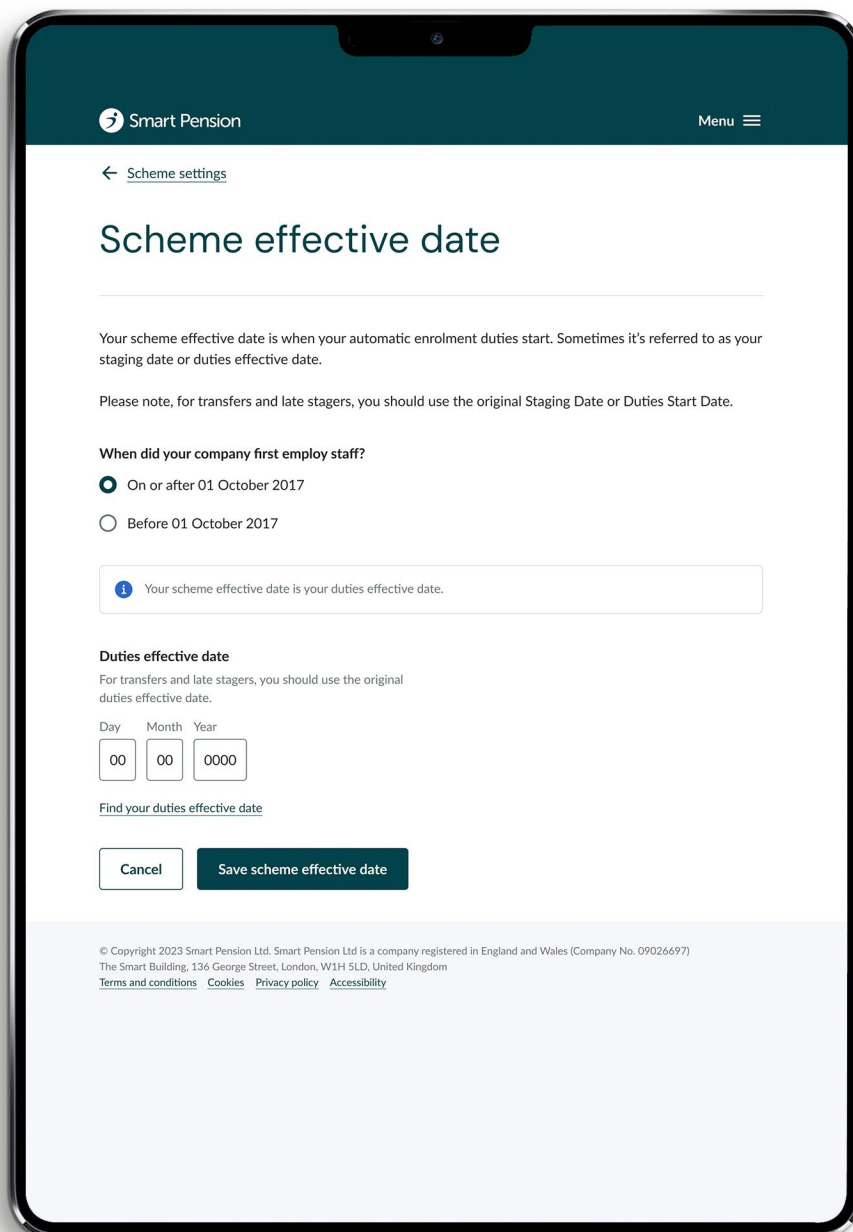 Smart Pension
Menu
Scheme settings
Scheme effective date
Your scheme effective date is when your automatic enrolment duties start. Sometimes it’s referred to as your
staging date or duties effective date.
Please note, for transfers and late stagers, you should use the original Staging Date or Duties Start Date.
When did your company first employ staff?
On or after 01 October 2017
Before 01 October 2017
Your scheme effective date is your duties effective date.
Duties effective date
For transfers and late stagers, you should use the original
duties effective date.
Day Month Year
00 00 0000
Find your duties effective date
Cancel Save scheme effective date
© Copyright 2023 Smart Pension Ltd. Smart Pension Ltd is a company registered in England and Wales (Company No. 09026697)
The Smart Building, 136 George Street, London, W1H 5LD, United Kingdom
Terms and conditions Cookies Privacy policy Accessibility